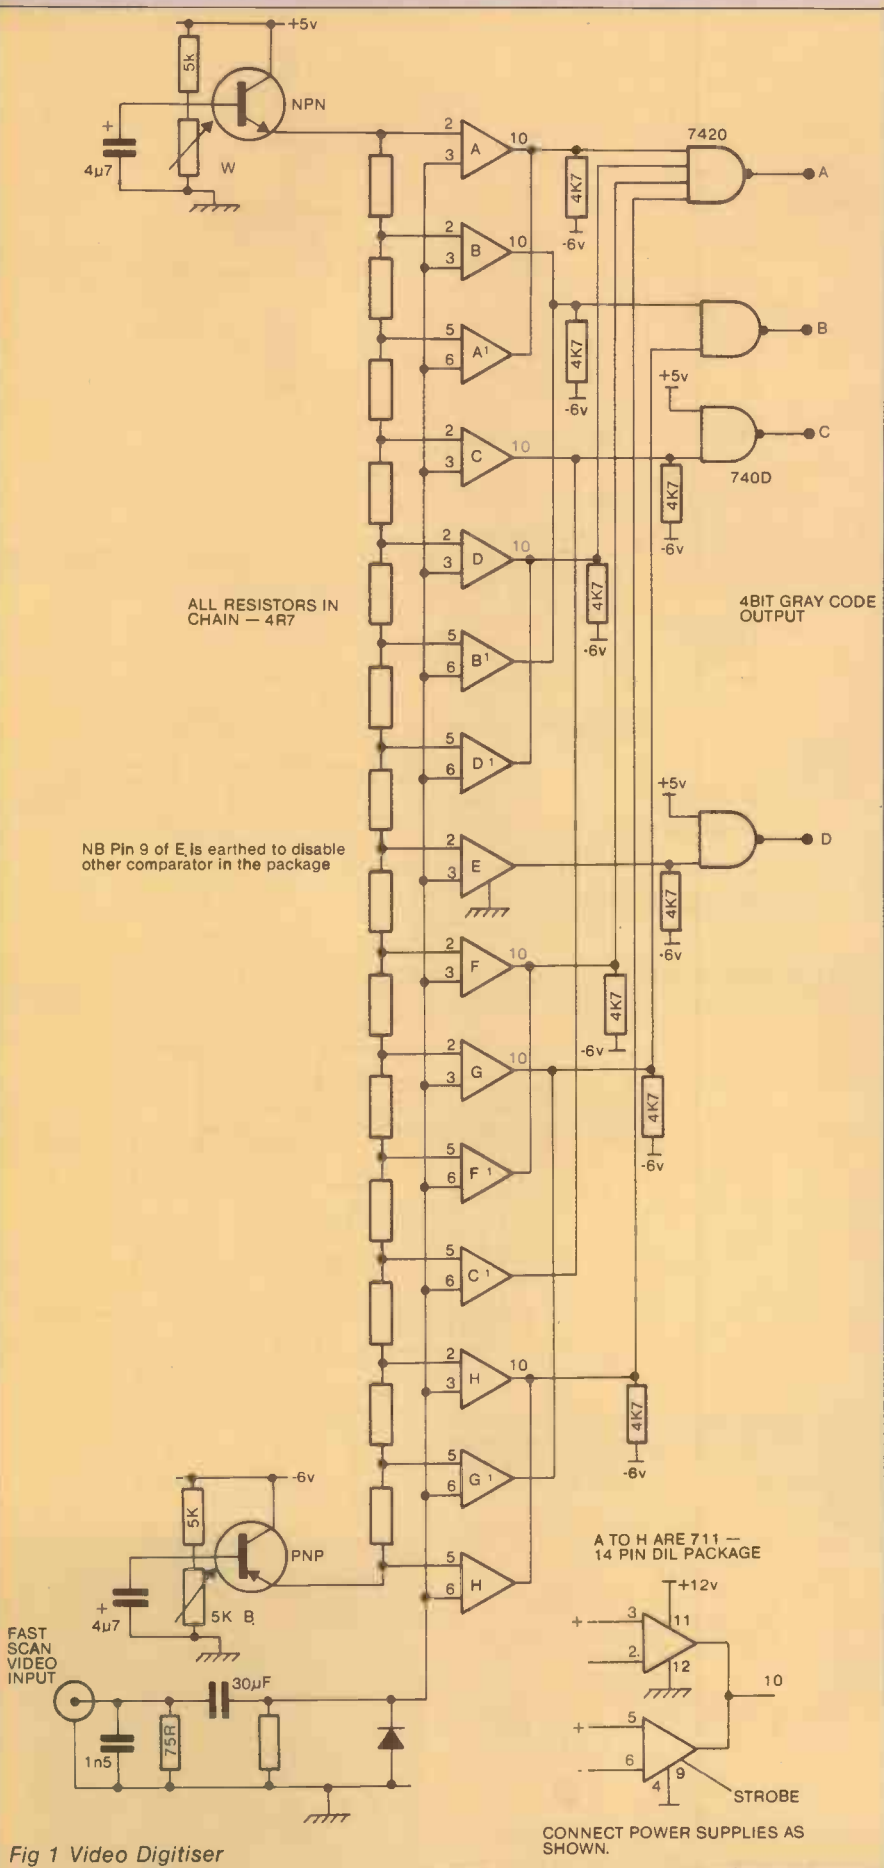 +5v
5k
NPN
+
4µ7
W
2
3
A
10
7420
A
4K7
-6v
2
3
B
10
B
4K7
-6v
5
6
A¹
+5v
C
2
3
C
10
740D
4K7
-6v
2
3
D
10
4K7
-6v
ALL RESISTORS IN
CHAIN — 4R7
4BIT GRAY CODE
OUTPUT
5
6
B¹
5
6
D¹
+5v
D
NB Pin 9 of E is earthed to disable
other comparator in the package
2
3
E
4K7
-6v
2
3
F
10
4K7
-6v
2
3
G
10
4K7
-6v
5
6
F¹
5
6
C¹
2
3
H
10
4K7
-6v
5
6
G¹
-6v
5K
PNP
+
4µ7
5K B
5
6
H
FAST
SCAN
VIDEO
INPUT
30µF
1n5
75R
A TO H ARE 711 —
14 PIN DIL PACKAGE
+12v
+
3
11
2
12
10
+
5
-
6
4
9
STROBE
CONNECT POWER SUPPLIES AS
SHOWN.
Fig 1 Video Digitiser